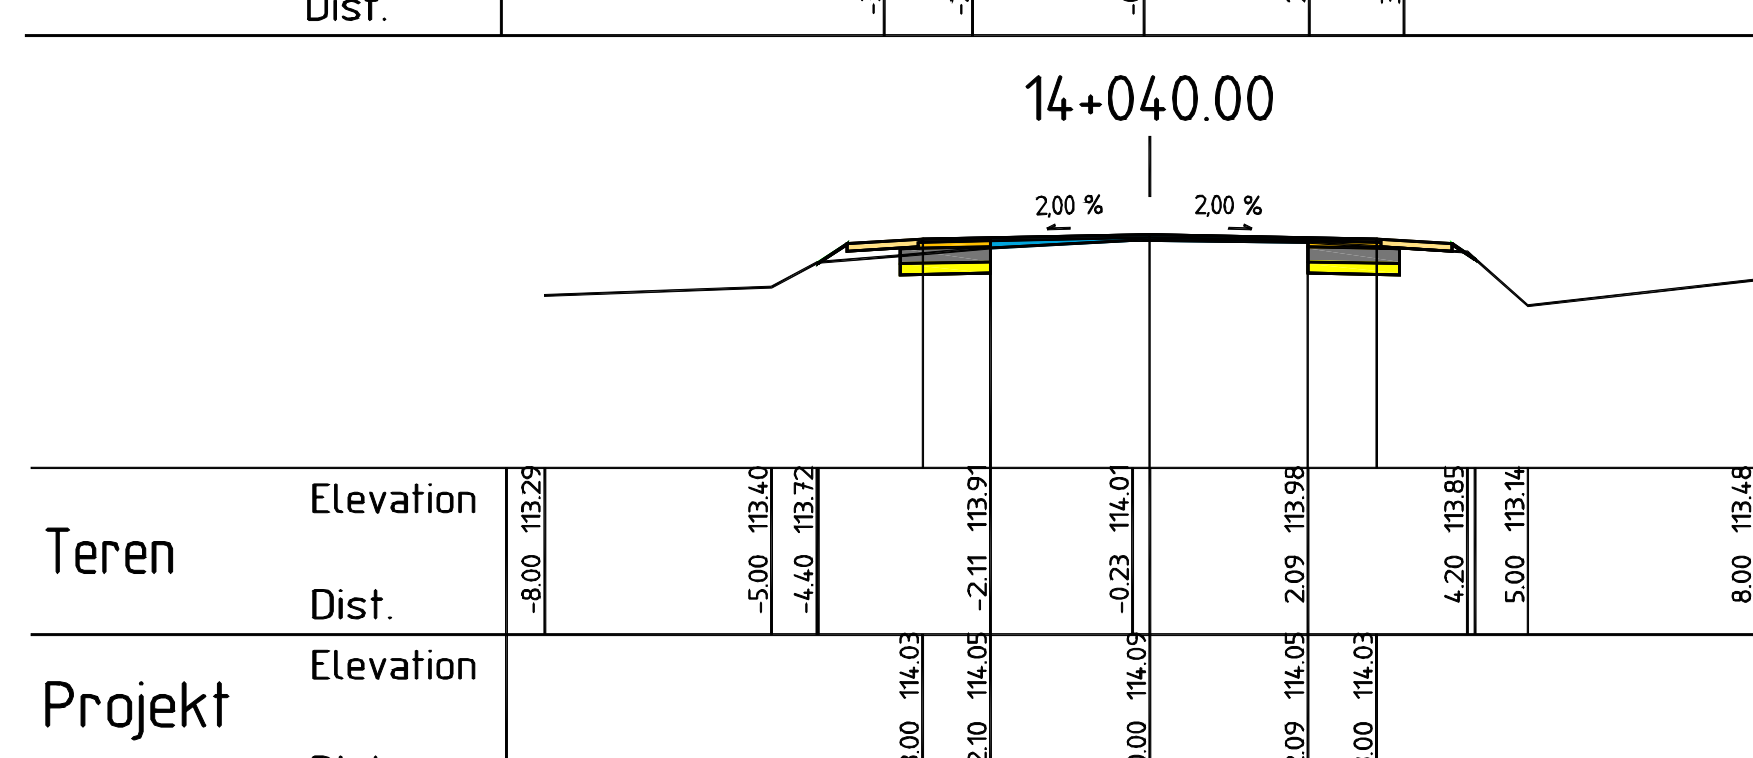 Dist.
14+040.00
2,00 % 2,00 %
Elevation 113.29 113.40 113.72 113.91 114.01 113.98 113.85 113.14 113.48
Teren
Dist. -8.00 -5.00 -4.40 -2.11 -0.23 2.09 4.20 5.00 8.00
Elevation 114.03 114.05 114.09 114.05 114.03
Projekt